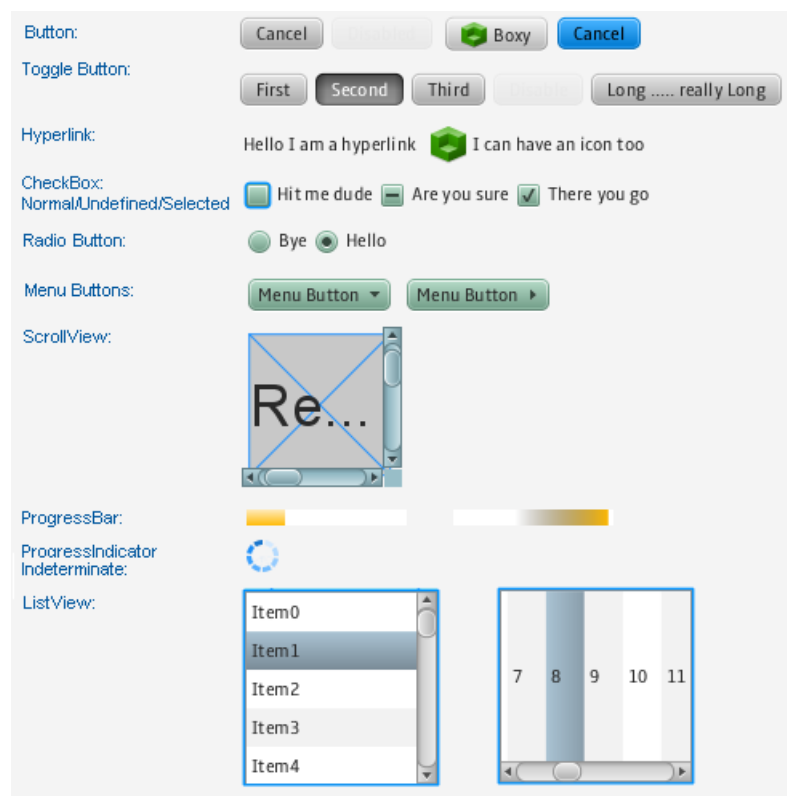 Button:
Cancel Disabled Boxy Cancel
Toggle Button:
First Second Third Disable Long ..... really Long
Hyperlink:
Hello I am a hyperlink I can have an icon too
CheckBox:
Normal/Undefined/Selected
Hit me dude Are you sure There you go
Radio Button:
Bye Hello
Menu Buttons:
Menu Button Menu Button
ScrollView:
Re...
ProgressBar:
ProgressIndicator
Indeterminate:
ListView:
Item0
Item1
Item2
Item3
Item4
7 8 9 10 11